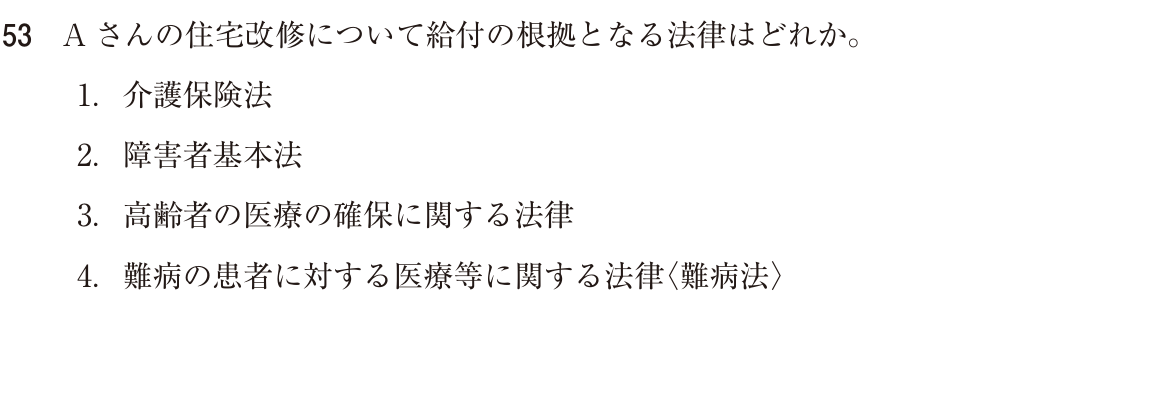 53 A さんの住宅改修について給付の根拠となる法律はどれか。
1. 介護保険法
2. 障害者基本法
3. 高齢者の医療の確保に関する法律
4. 難病の患者に対する医療等に関する法律〈難病法〉